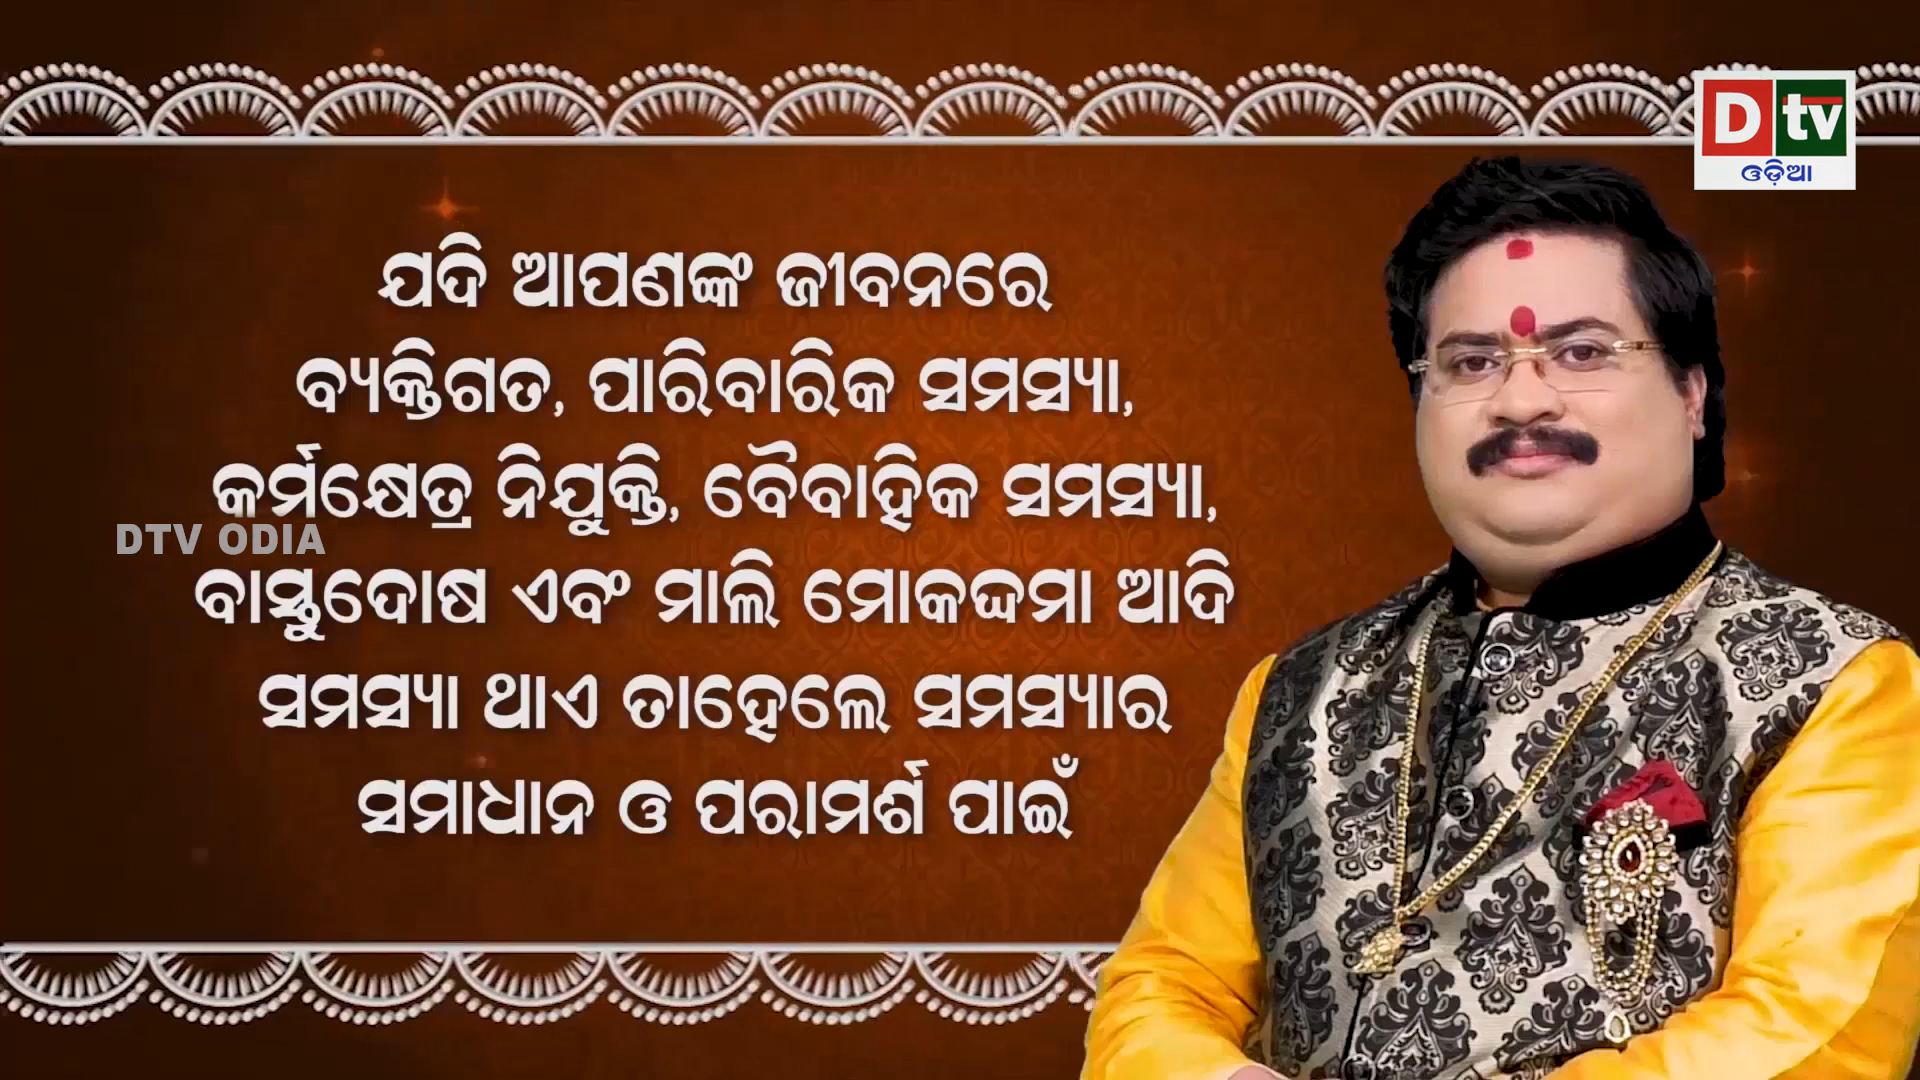 Dtv
ଓଡ଼ିଆ
ଯଦି ଆପଣଙ୍କ ଜୀବନରେ
ବ୍ୟକ୍ତିଗତ, ପାରିବାରିକ ସମସ୍ୟା,
କର୍ମକ୍ଷେତ୍ର ନିଯୁକ୍ତି, ବୈବାହିକ ସମସ୍ୟା,
DTV ODIA
ବାସ୍ତୁଦୋଷ ଏବଂ ମାଲି ମୋକଦ୍ଦମା ଆଦି
ସମସ୍ୟା ଥାଏ ତାହେଲେ ସମସ୍ୟାର
ସମାଧାନ ଓ ପରାମର୍ଶ ପାଇଁ